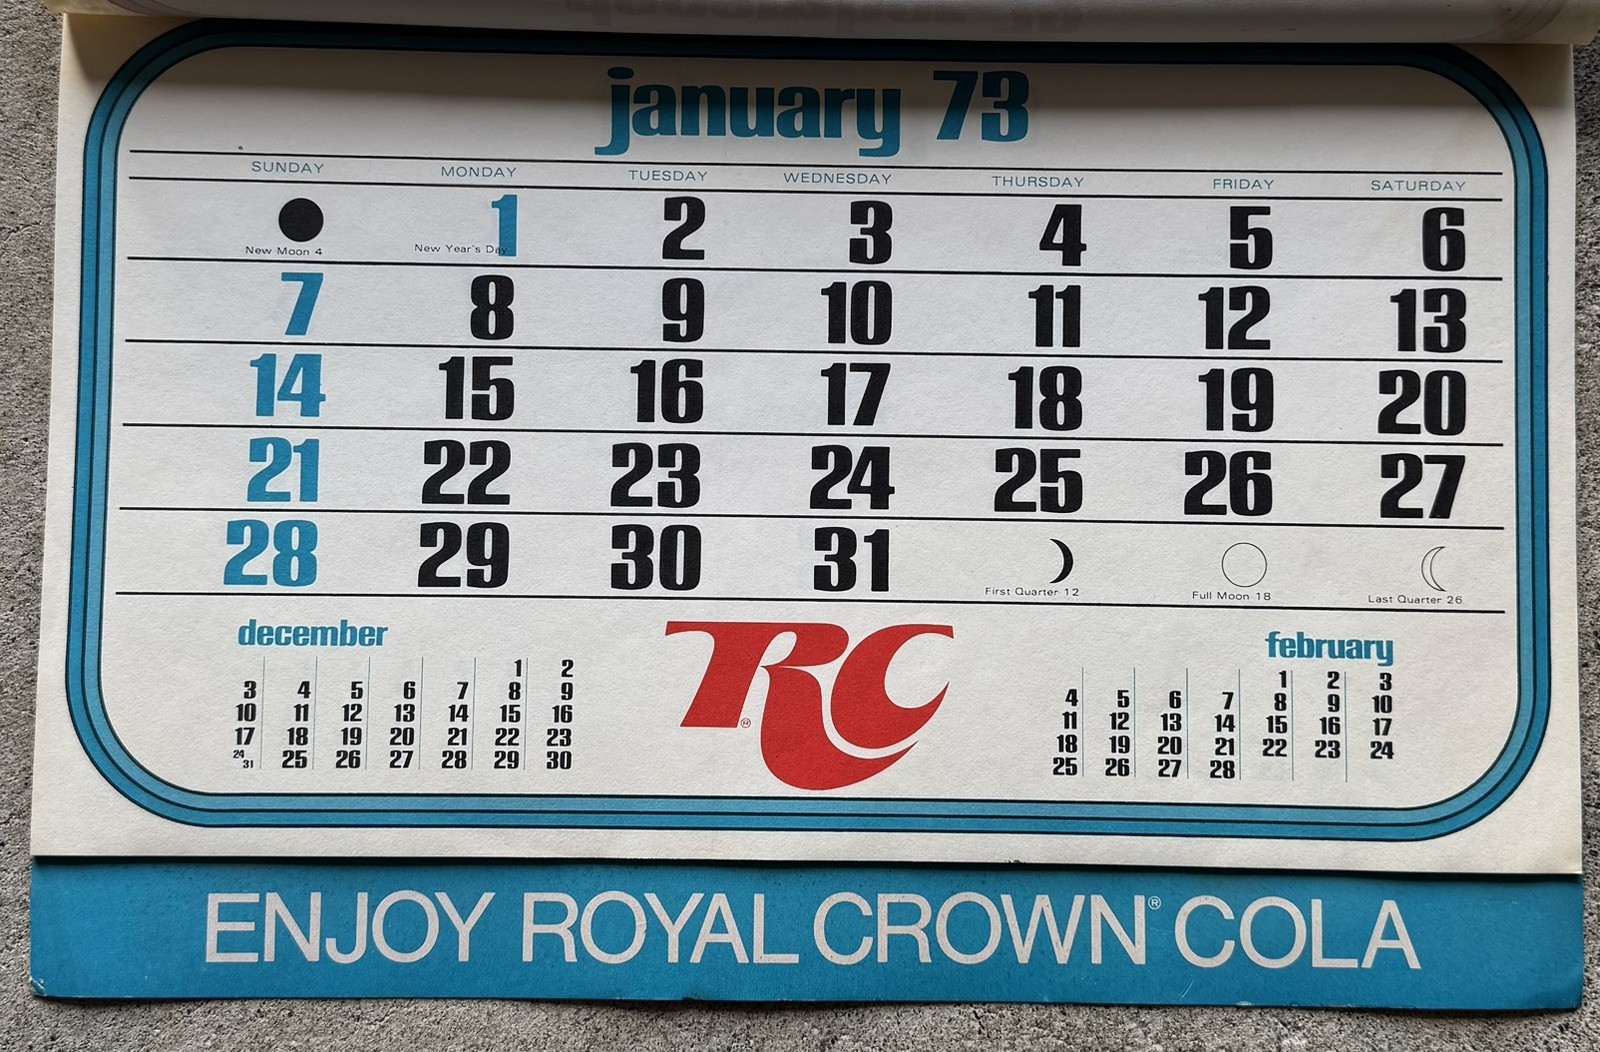 january 73
SUNDAY MONDAY TUESDAY WEDNESDAY THURSDAY FRIDAY SATURDAY
1 2 3 4 5 6
New Moon 4 New Year's Day
7 8 9 10 11 12 13
14 15 16 17 18 19 20
21 22 23 24 25 26 27
28 29 30 31
First Quarter 12 Full Moon 18 Last Quarter 26
december
1 2
3 4 5 6 7 8 9
10 11 12 13 14 15 16
17 18 19 20 21 22 23
24 31 25 26 27 28 29 30
RC®
february
1 2 3
4 5 6 7 8 9 10
11 12 13 14 15 16 17
18 19 20 21 22 23 24
25 26 27 28
ENJOY ROYAL CROWN® COLA